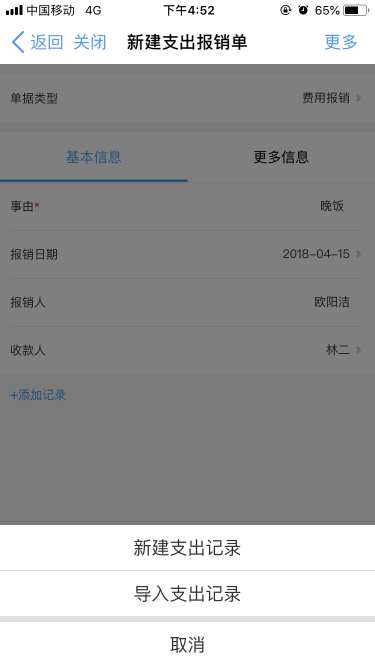 中国移动 4G 下午4:52 65%
返回 关闭 新建支出报销单 更多
单据类型 费用报销
基本信息 更多信息
事由* 晚饭
报销日期 2018-04-15
报销人 欧阳洁
收款人 林二
+添加记录
新建支出记录
导入支出记录
取消